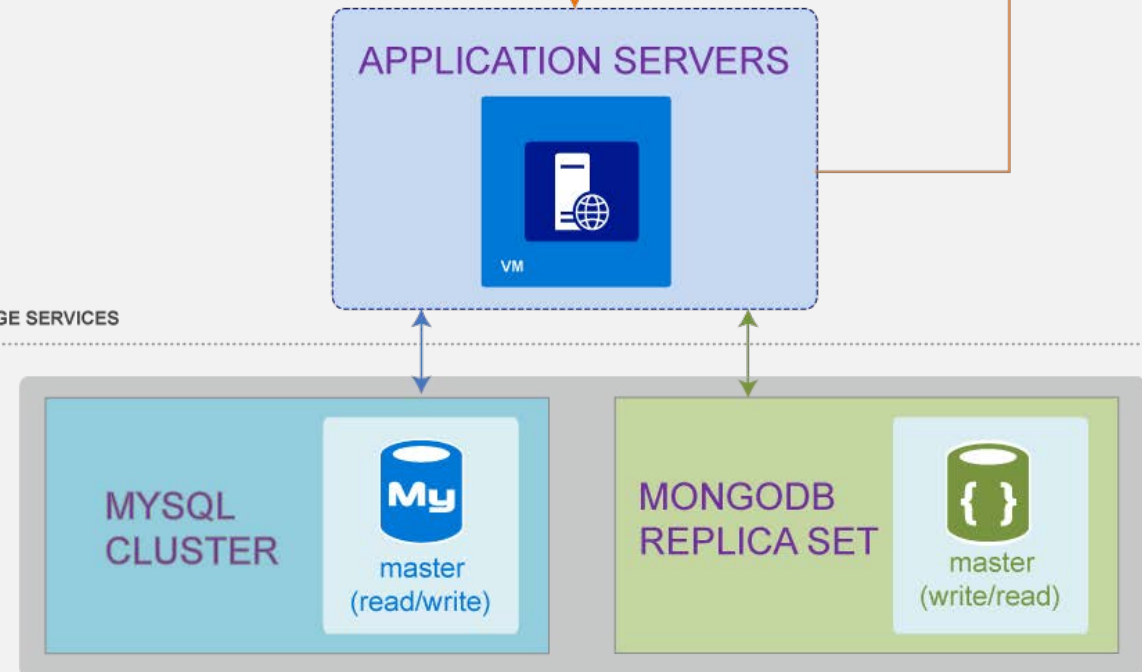 APPLICATION SERVERS
VM
GE SERVICES
MYSQL
CLUSTER
My
master
(read/write)
MONGODB
REPLICA SET
{ }
master
(write/read)